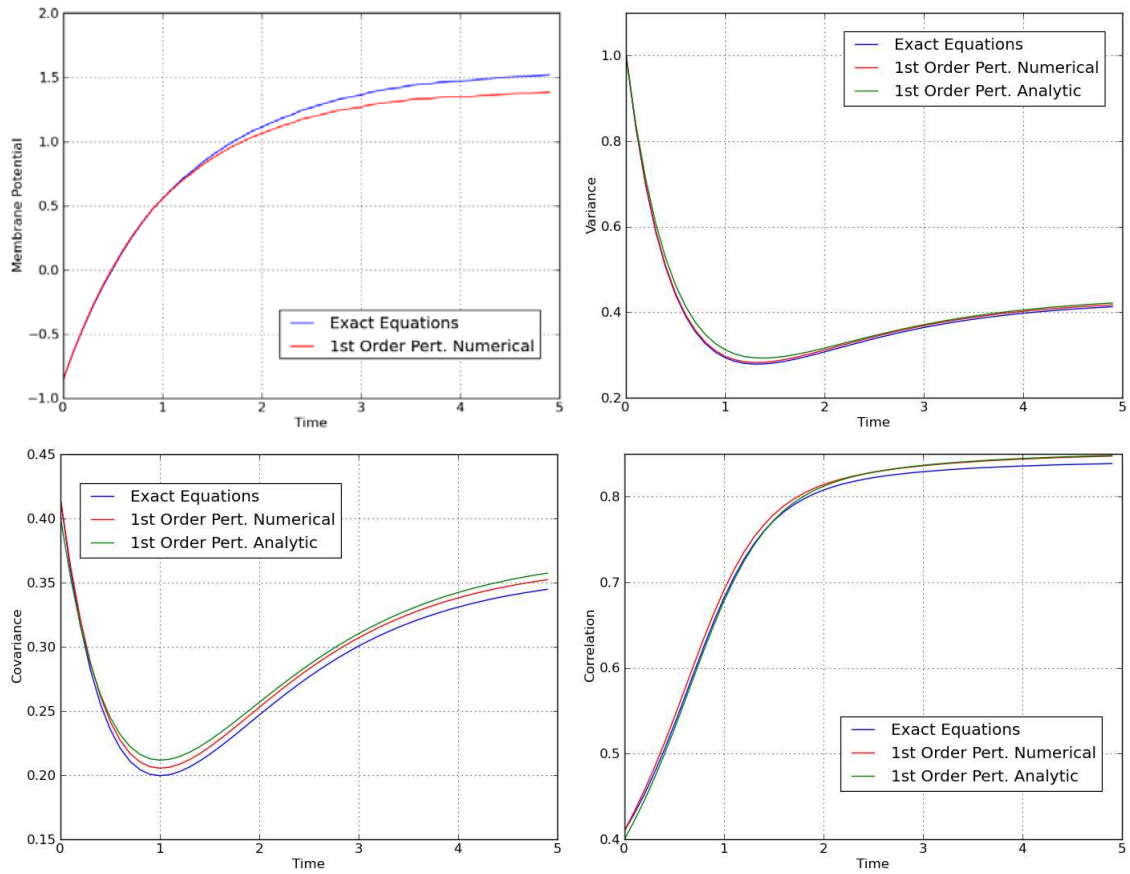 2.0
1.5
1.0
0.5
0.0
−0.5
−1.0
Membrane Potential
Exact Equations
1st Order Pert. Numerical
0 1 2 3 4 5
Time
1.0
0.8
0.6
0.4
0.2
Variance
Exact Equations
1st Order Pert. Numerical
1st Order Pert. Analytic
0 1 2 3 4 5
Time
0.45
0.40
0.35
0.30
0.25
0.20
0.15
Covariance
Exact Equations
1st Order Pert. Numerical
1st Order Pert. Analytic
0 1 2 3 4 5
Time
0.8
0.7
0.6
0.5
0.4
Correlation
Exact Equations
1st Order Pert. Numerical
1st Order Pert. Analytic
0 1 2 3 4 5
Time